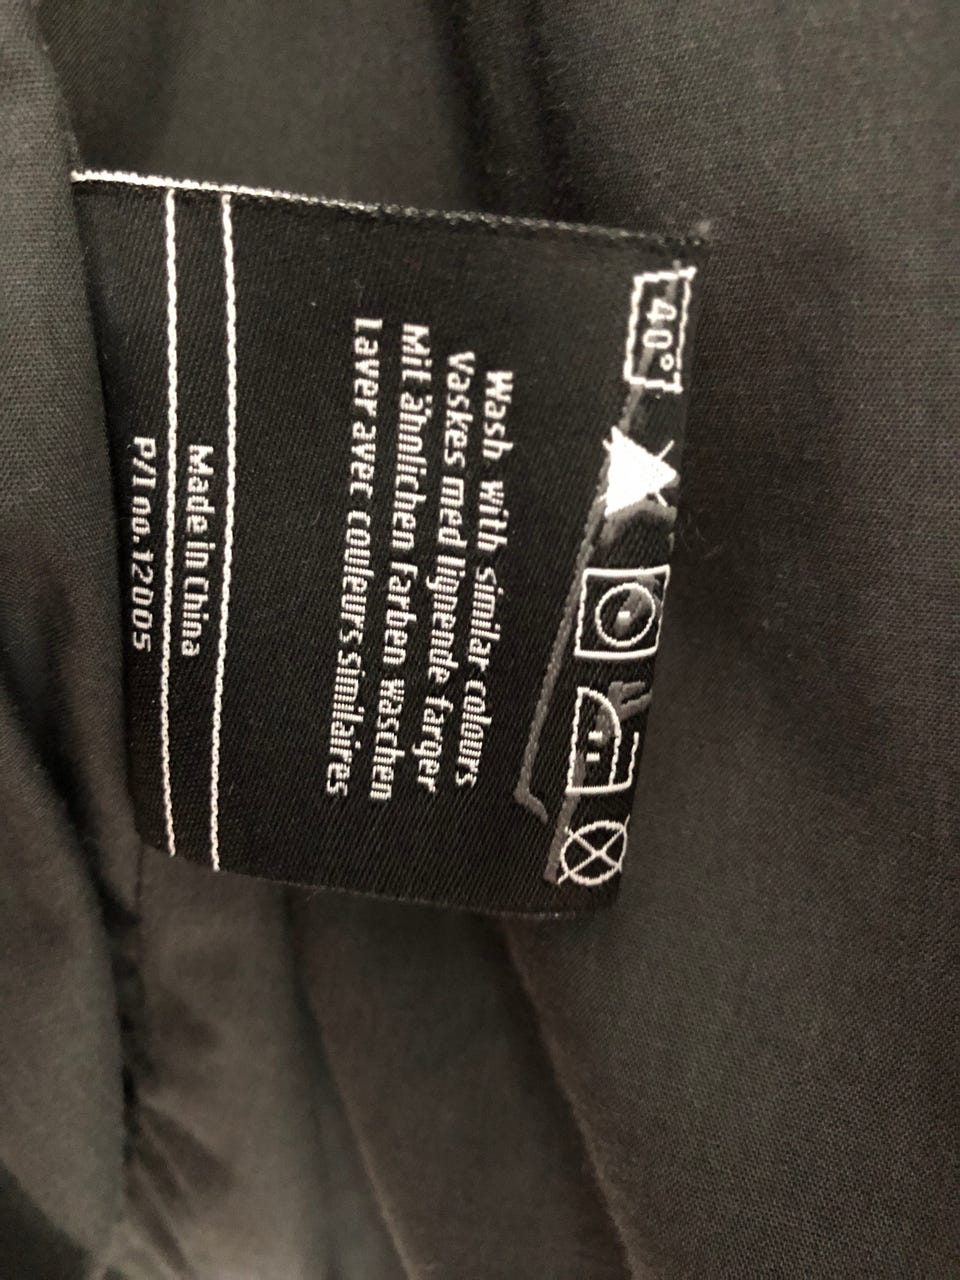 40°
Wash with similar colours
Vaskes med lignende farger
Mit ähnlichen farben waschen
Laver avec couleurs similaires
Made in China
P/I no. 12005